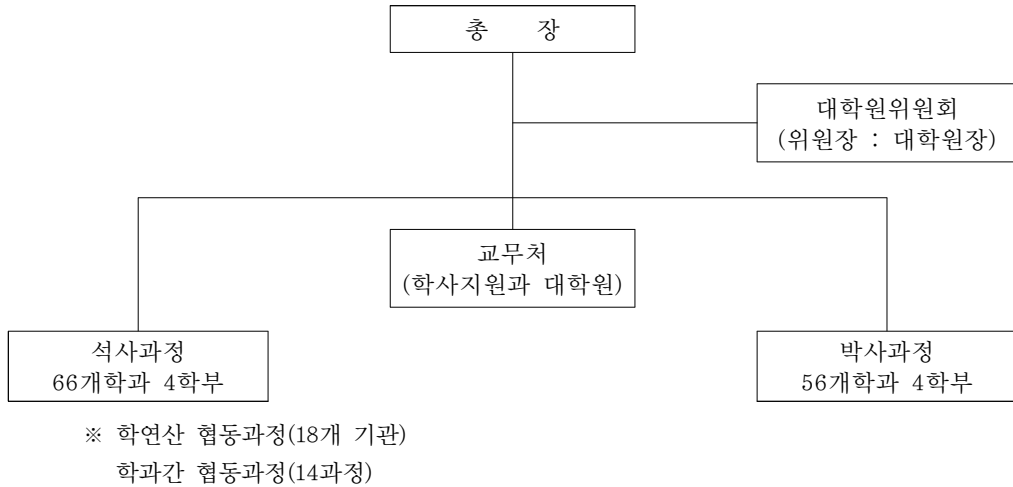 총 장
대학원위원회
(위원장 : 대학원장)
교무처
(학사지원과 대학원)
석사과정
66개학과 4학부
박사과정
56개학과 4학부
※ 학연산 협동과정(18개 기관)
학과간 협동과정(14과정)